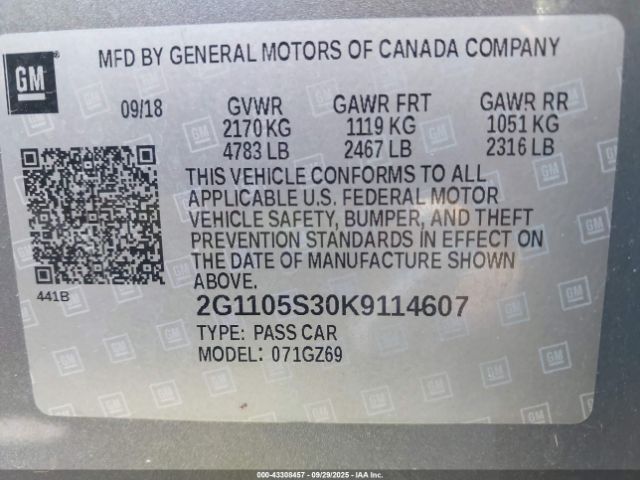 GM
MFD BY GENERAL MOTORS OF CANADA COMPANY
09/18 GVWR GAWR FRT GAWR RR
2170 KG 1119 KG 1051 KG
4783 LB 2467 LB 2316 LB
THIS VEHICLE CONFORMS TO ALL
APPLICABLE U.S. FEDERAL MOTOR
VEHICLE SAFETY, BUMPER, AND THEFT
PREVENTION STANDARDS IN EFFECT ON
THE DATE OF MANUFACTURE SHOWN
ABOVE.
441B
2G1105S30K9114607
TYPE: PASS CAR
MODEL: 071GZ69
000-43308457 - 09/29/2025 - IAAI.COM